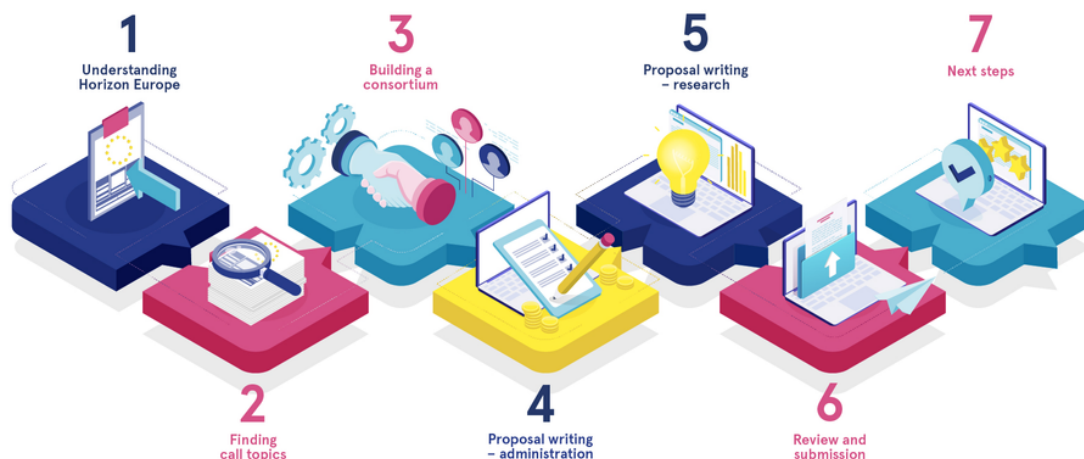 1
Understanding
Horizon Europe
2
Finding
call topics
3
Building a
consortium
4
Proposal writing
– administration
5
Proposal writing
– research
6
Review and
submission
7
Next steps